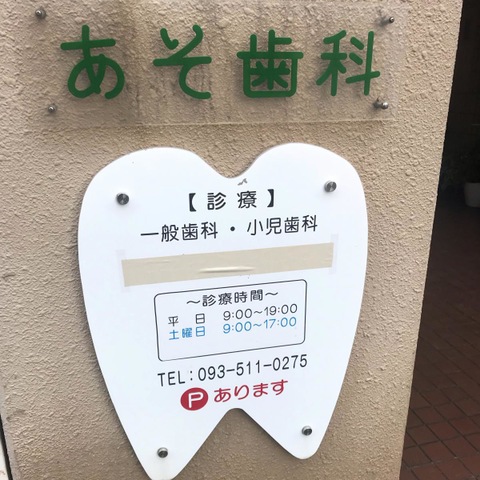 あそ歯科
【診療】
一般歯科・小児歯科
～診療時間～
平 日 9:00～19:00
土曜日 9:00～17:00
TEL:093-511-0275
Pあります